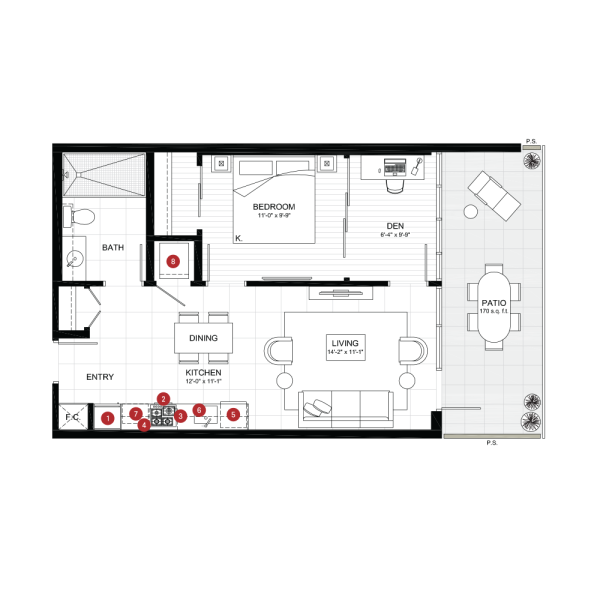 P.S.
BEDROOM
11'-0" x 9'-9"
K.
DEN
6'-4" x 9'-9"
BATH
8
PATIO
170 s.q. f.t.
DINING
LIVING
14'-2" x 11'-1"
ENTRY
KITCHEN
12'-0" x 11'-1"
F.C.
1
7
2
3
4
6
5
P.S.